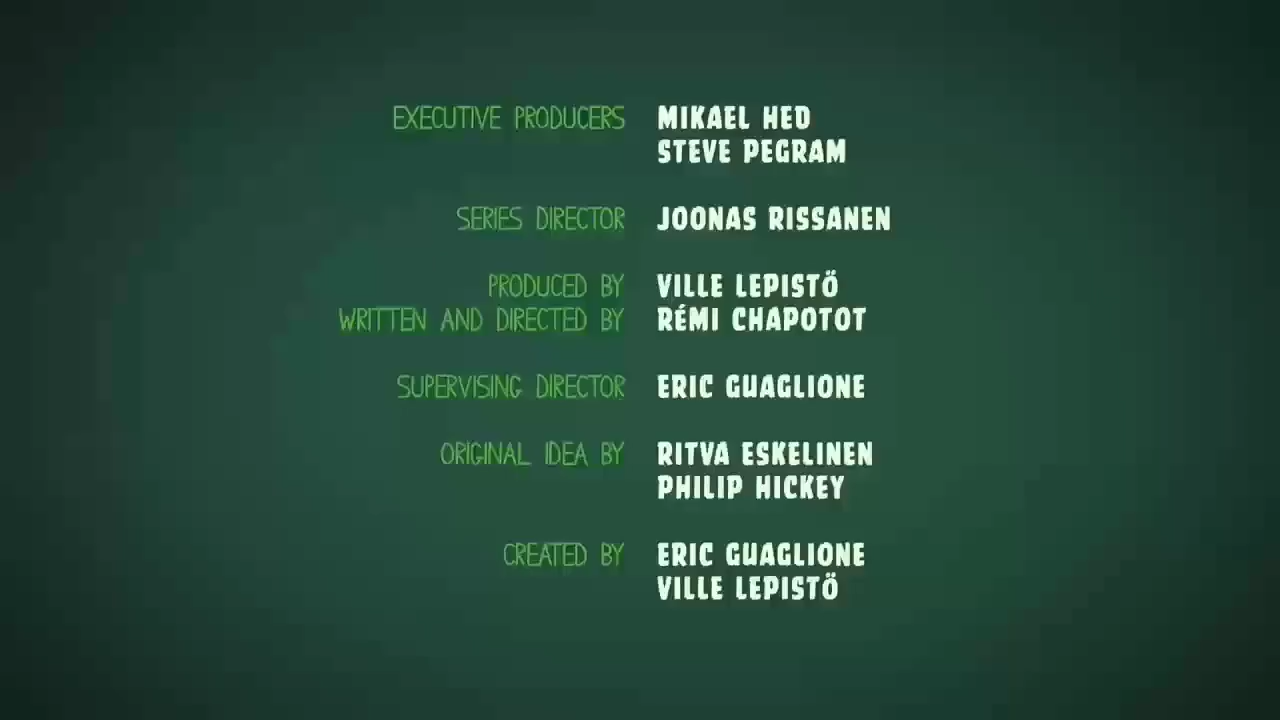 EXECUTIVE PRODUCERS MIKAEL HED
STEVE PEGRAM
SERIES DIRECTOR JOONAS RISSANEN
PRODUCED BY VILLE LEPISTÖ
WRITTEN AND DIRECTED BY RÉMI CHAPOTOT
SUPERVISING DIRECTOR ERIC GUAGLIONE
ORIGINAL IDEA BY RITVA ESKELINEN
PHILIP HICKEY
CREATED BY ERIC GUAGLIONE
VILLE LEPISTÖ